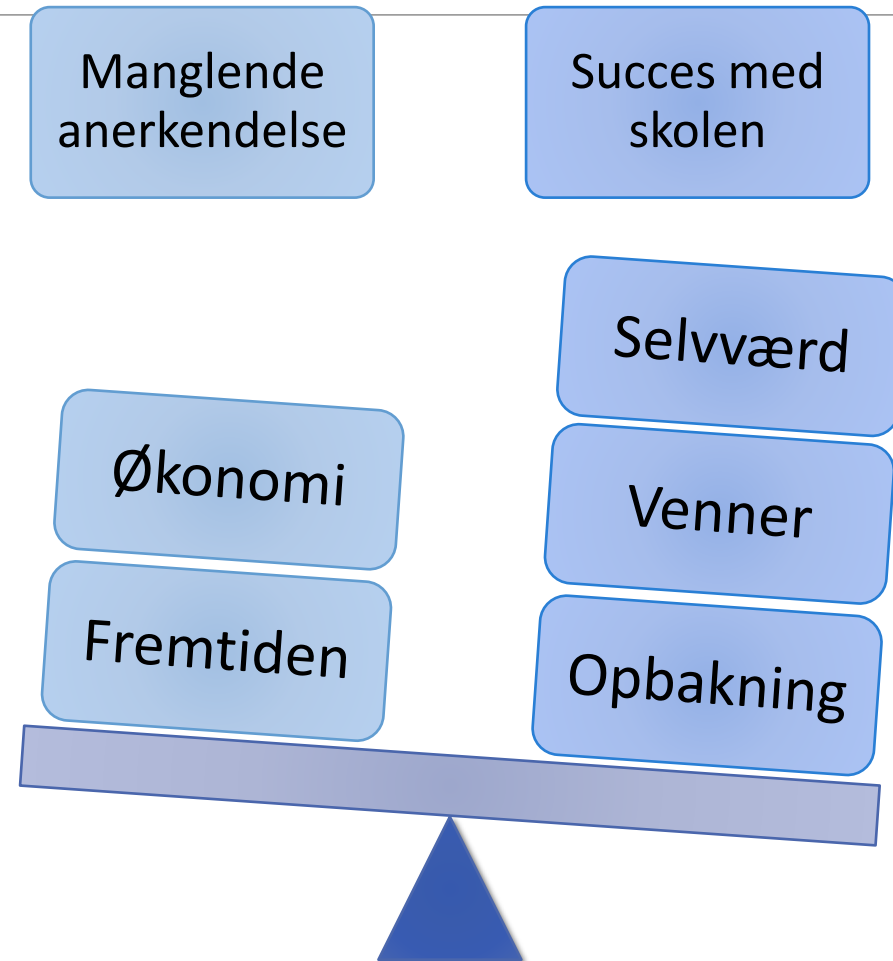 Manglende
anerkendelse
Succes med
skolen
Økonomi
Fremtiden
Selvværd
Venner
Opbakning